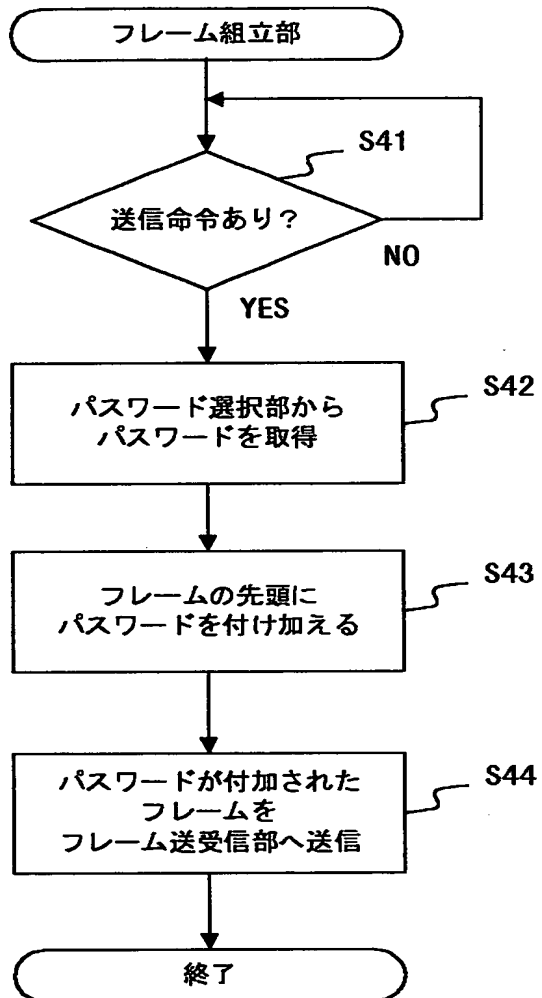 フレーム組立部
S41
送信命令あり?
NO
YES
S42
パスワード選択部から
パスワードを取得
S43
フレームの先頭に
パスワードを付け加える
S44
パスワードが付加された
フレームを
フレーム送受信部へ送信
終了